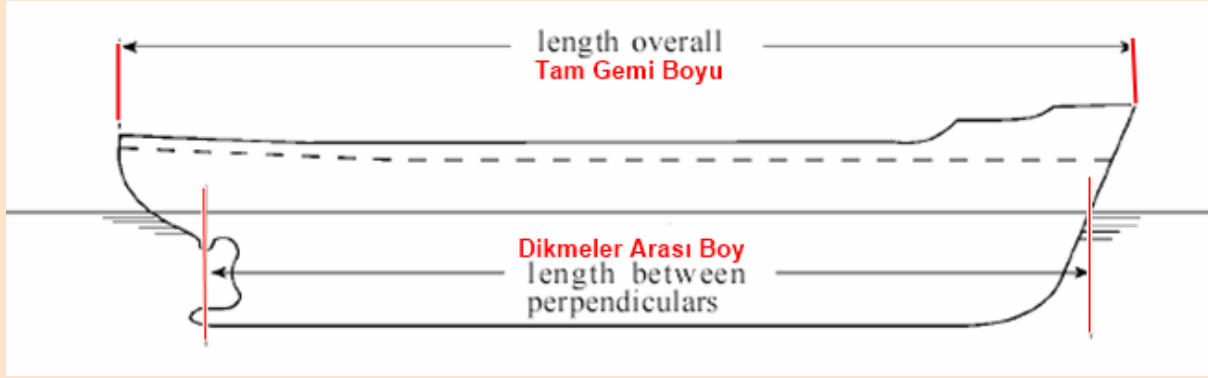 length overall
Tam Gemi Boyu
Dikmeler Arası Boy
length between
perpendiculars